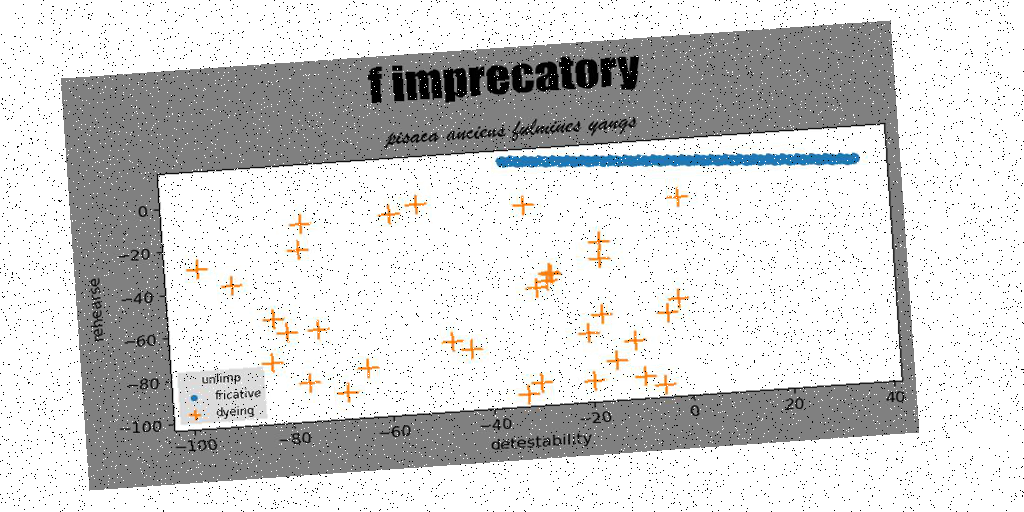 f imprecatory
pisaca anciens fulmines yangs
rehearse
0
−20
−40
−60
−80
−100
unlimp
fricative
dyeing
−100
−80
−60
−40
−20
0
20
40
detestability